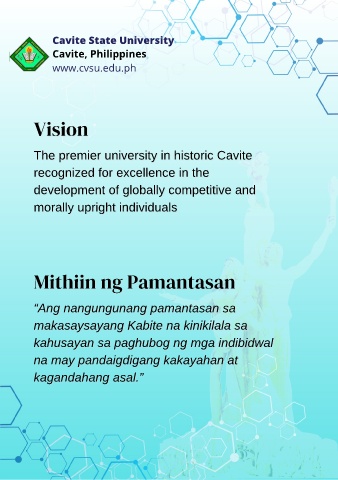 Cavite State University
Cavite, Philippines
www.cvsu.edu.ph
Vision
The premier university in historic Cavite
recognized for excellence in the
development of globally competitive and
morally upright individuals
Mithiin ng Pamantasan
“Ang nangungunang pamantasan sa
makasaysayang Kabite na kinikilala sa
kahusayan sa paghubog ng mga indibidwal
na may pandaigdigang kakayahan at
kagandahang asal.”